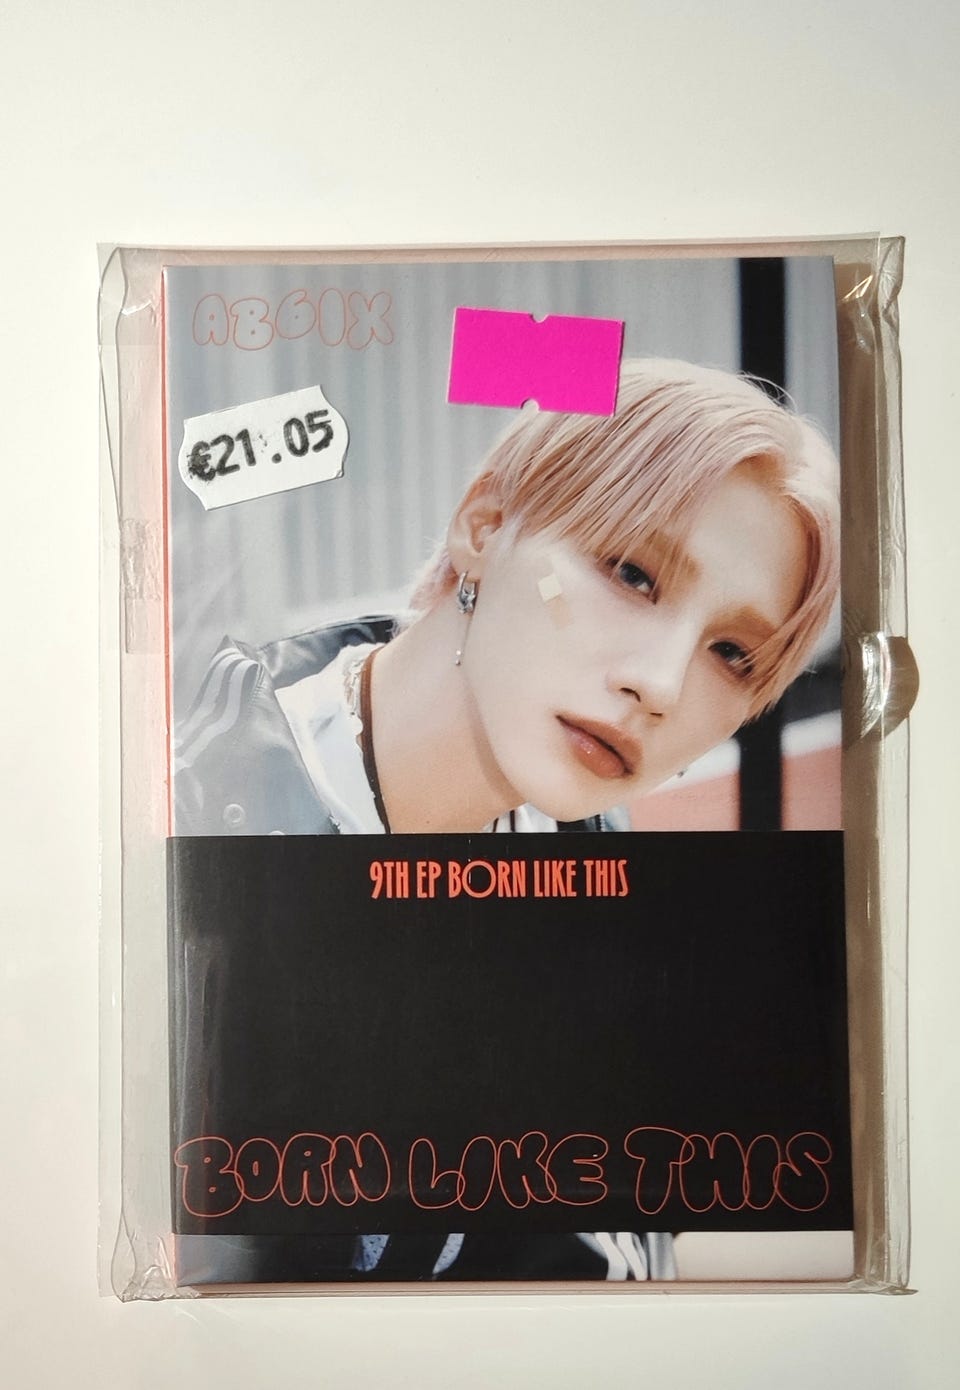 AB6IX
€21.05
9TH EP BORN LIKE THIS
BORN LIKE THIS